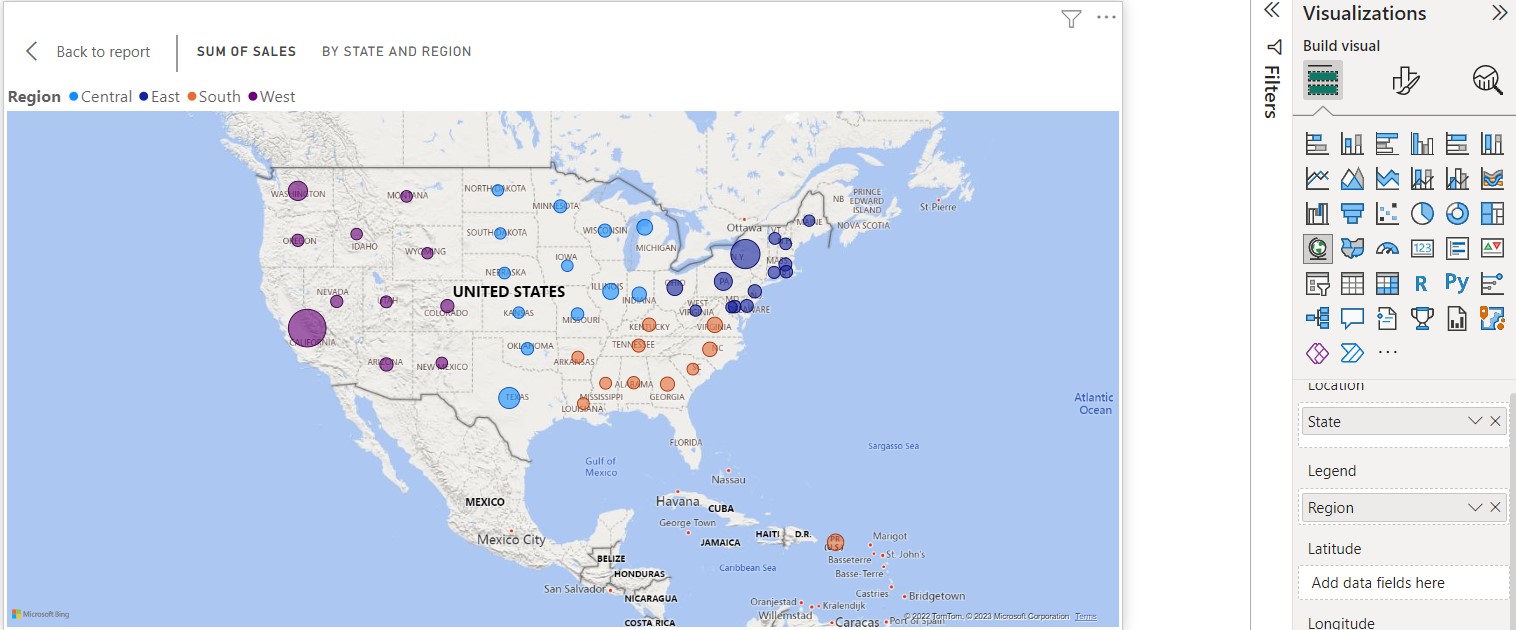 Back to report
SUM OF SALES
BY STATE AND REGION
Region Central East South West
WASHINGTON
MONTANA
NORTH DAKOTA
MINNESOTA
OREGON
IDAHO
WYOMING
SOUTH DAKOTA
WISCONSIN
MICHIGAN
Ottawa
VT
MAINE
NB
PRINCE
EDWARD
ISLAND
NOVA SCOTIA
St-Pierre
NEBRASKA
IOWA
N.Y.
NEVADA
UTAH
COLORADO
UNITED STATES
KANSAS
MISSOURI
ILLINOIS
INDIANA
OHIO
PA
WEST
VIRGINIA
MD
KENTUCKY
VIRGINIA
CALIFORNIA
ARIZONA
NEW MEXICO
OKLAHOMA
ARKANSAS
TENNESSEE
NC
SC
TEXAS
LOUISIANA
MISSISSIPPI
ALABAMA
GEORGIA
FLORIDA
Atlantic
Ocean
Sargasso Sea
Gulf of
Mexico
MEXICO
Mexico City
Nassau
Havana
CUBA
George Town
JAMAICA
HAITI
D.R.
PR
Marigot
St. John's
Basseterre
Basse-Terre
Caribbean Sea
BELIZE
HONDURAS
San Salvador
NICARAGUA
COSTA RICA
Castries
Bridgetown
Oranjestad
Kralendijk
Willemstad
Caracas
Port of Spain
Microsoft Bing
© 2022 TomTom, © 2023 Microsoft Corporation Terms
Filters
Visualizations
Build visual
123
R
Py
Location
State
Legend
Region
Latitude
Add data fields here
Longitude